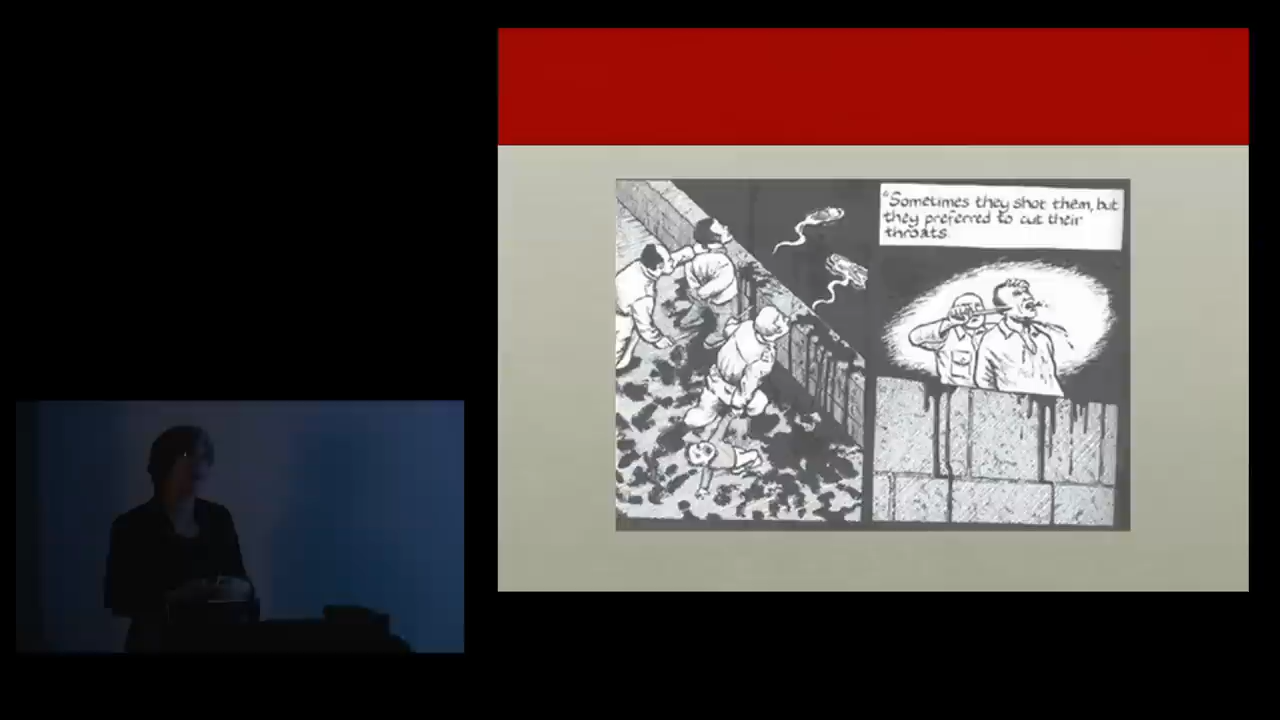 "Sometimes they shot them, but
they preferred to cut their
throats.